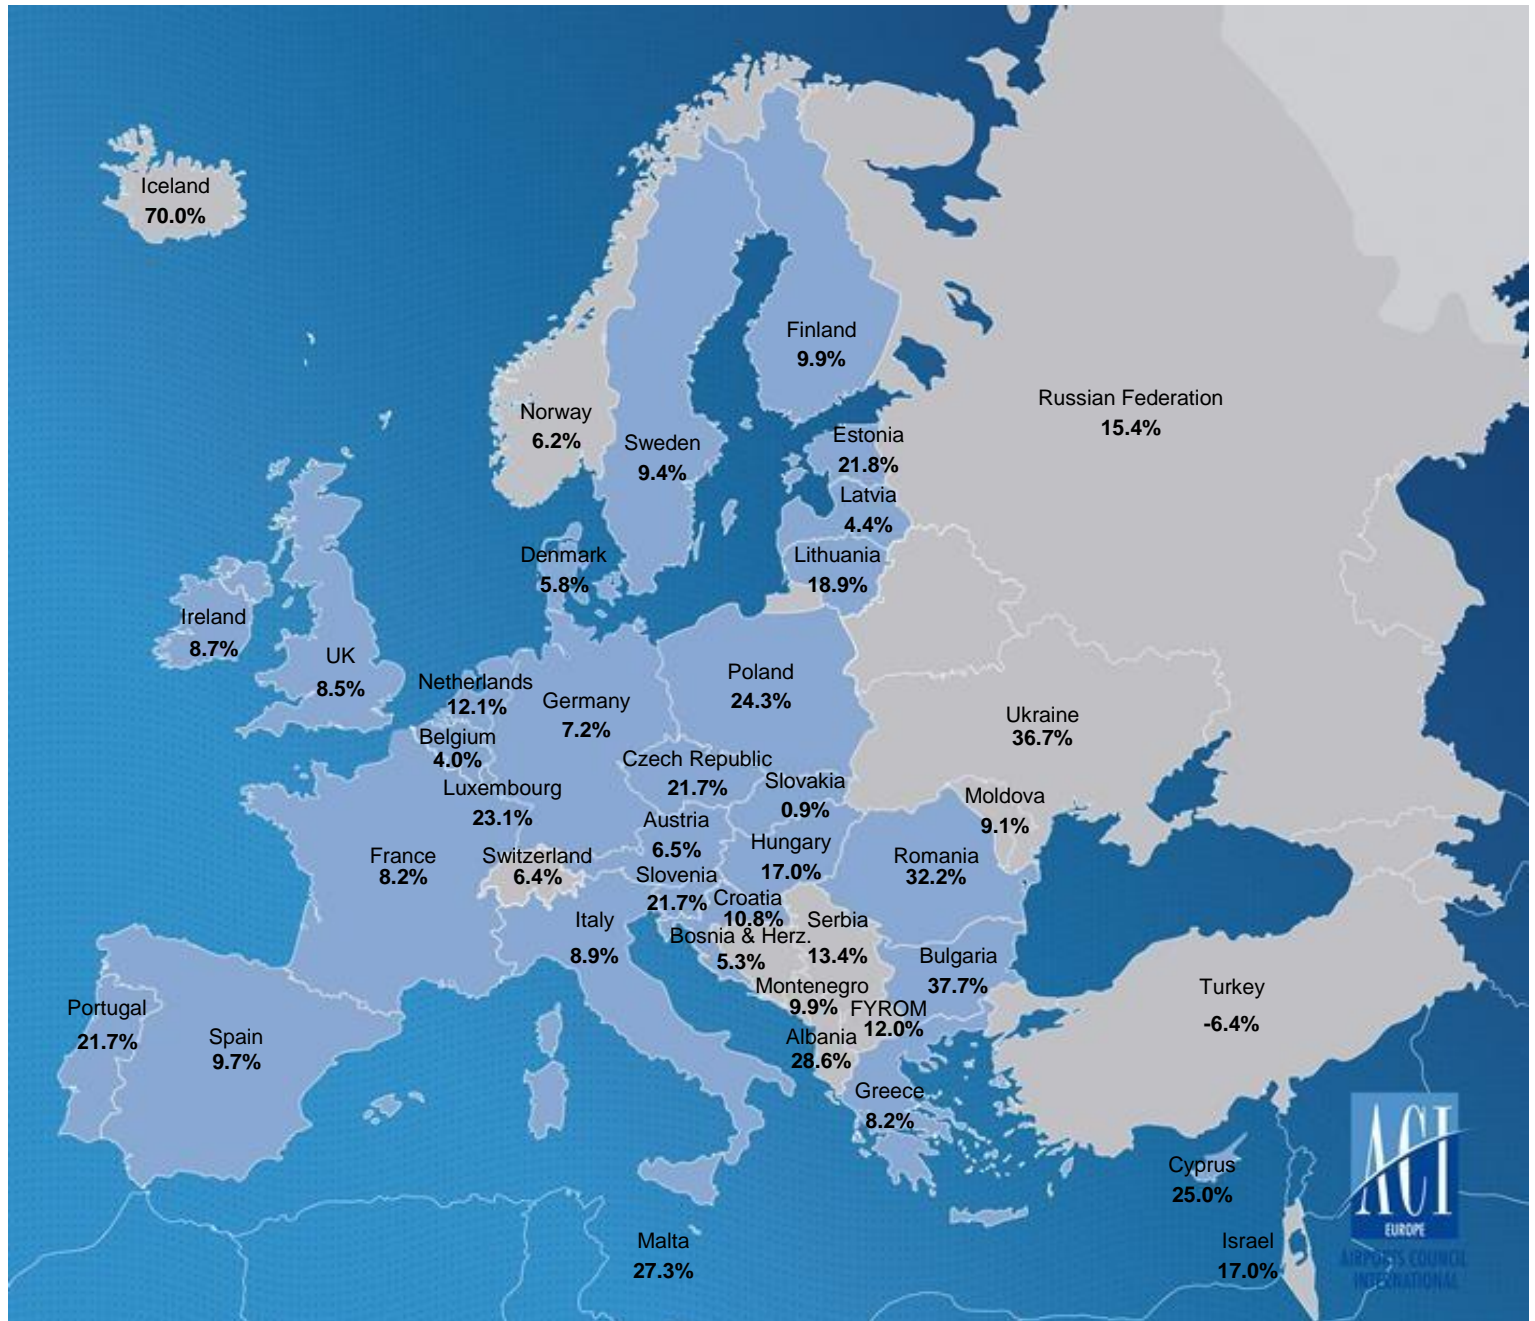 Iceland
70.0%
Finland
9.9%
Russian Federation
15.4%
Norway
6.2%
Sweden
9.4%
Estonia
21.8%
Latvia
4.4%
Denmark
5.8%
Lithuania
18.9%
Ireland
8.7%
UK
8.5%
Netherlands
12.1%
Germany
7.2%
Poland
24.3%
Ukraine
36.7%
Belgium
4.0%
Czech Republic
21.7%
Slovakia
0.9%
Luxembourg
23.1%
Moldova
9.1%
Austria
6.5%
Hungary
17.0%
France
8.2%
Switzerland
6.4%
Romania
32.2%
Slovenia
21.7%
Croatia
10.8%
Italy
8.9%
Serbia
13.4%
Bosnia & Herz.
5.3%
Bulgaria
37.7%
Montenegro
9.9%
FYROM
12.0%
Turkey
-6.4%
Portugal
21.7%
Spain
9.7%
Albania
28.6%
Greece
8.2%
Cyprus
25.0%
Malta
27.3%
Israel
17.0%
ACI
EUROPE
AIRPORTS COUNCIL
INTERNATIONAL